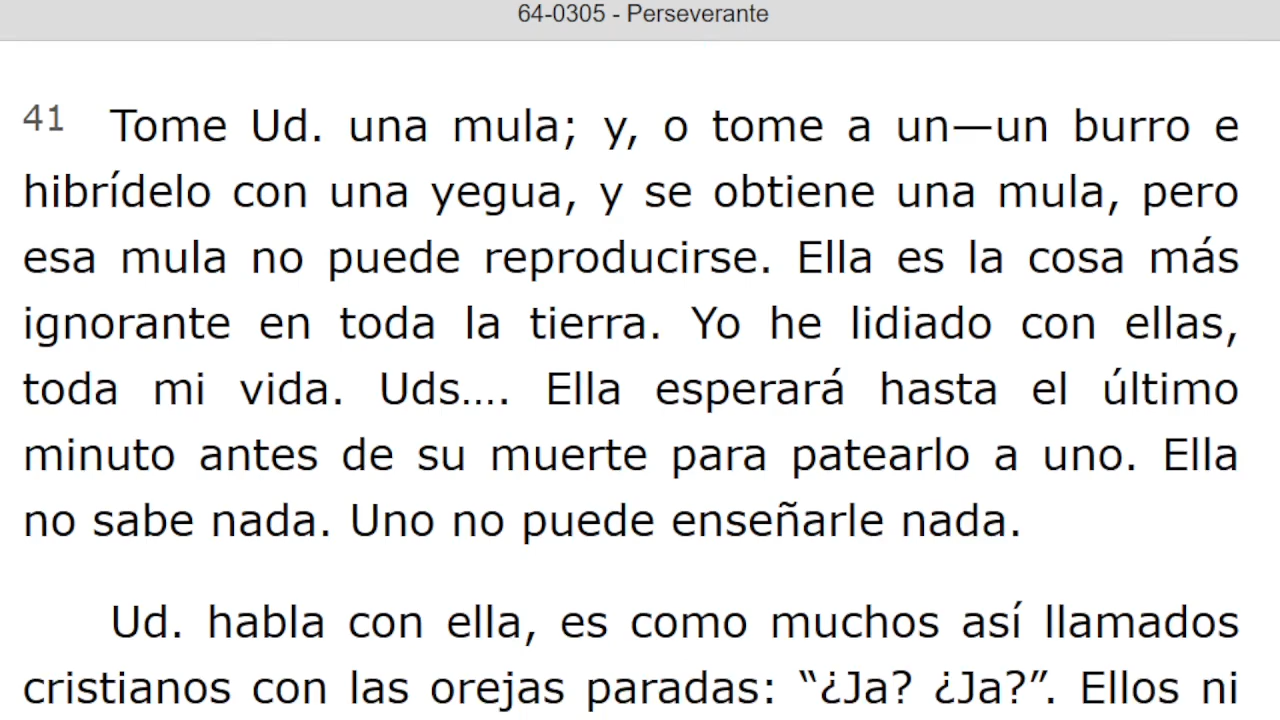 64-0305 - Perseverante
41 Tome Ud. una mula; y, o tome a un—un burro e
hibrídelo con una yegua, y se obtiene una mula, pero
esa mula no puede reproducirse. Ella es la cosa más
ignorante en toda la tierra. Yo he lidiado con ellas,
toda mi vida. Uds.... Ella esperará hasta el último
minuto antes de su muerte para patearlo a uno. Ella
no sabe nada. Uno no puede enseñarle nada.
Ud. habla con ella, es como muchos así llamados
cristianos con las orejas paradas: “¿Ja? ¿Ja?”. Ellos ni